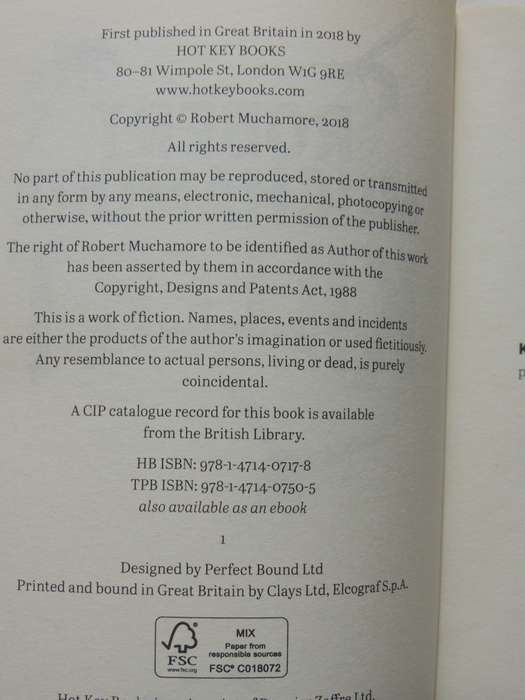 First published in Great Britain in 2018 by
HOT KEY BOOKS
80–81 Wimpole St, London W1G 9RE
www.hotkeybooks.com
Copyright © Robert Muchamore, 2018
All rights reserved.
No part of this publication may be reproduced, stored or transmitted
in any form by any means, electronic, mechanical, photocopying or
otherwise, without the prior written permission of the publisher.
The right of Robert Muchamore to be identified as Author of this work
has been asserted by them in accordance with the
Copyright, Designs and Patents Act, 1988
This is a work of fiction. Names, places, events and incidents
are either the products of the author's imagination or used fictitiously.
Any resemblance to actual persons, living or dead, is purely
coincidental.
A CIP catalogue record for this book is available
from the British Library.
HB ISBN: 978-1-4714-0717-8
TPB ISBN: 978-1-4714-0750-5
also available as an ebook
1
Designed by Perfect Bound Ltd
Printed and bound in Great Britain by Clays Ltd, Elcograf S.p.A.
FSC
www.fsc.org
MIX
Paper from
responsible sources
FSC® C018072